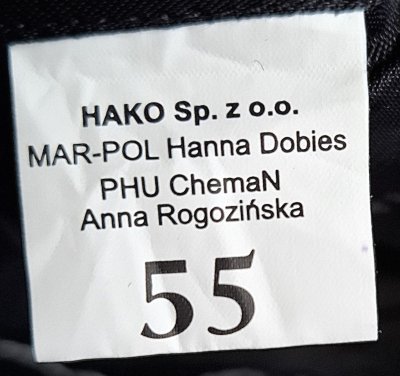 HAKO Sp. z o.o.
MAR-POL Hanna Dobies
PHU ChemaN
Anna Rogozińska
55